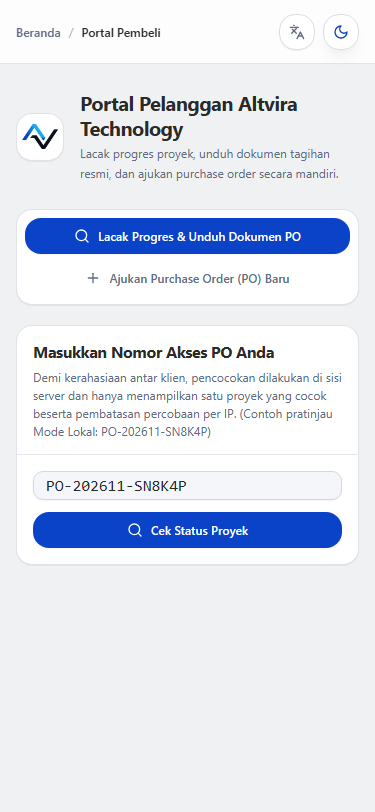 Beranda / Portal Pembeli
Portal Pelanggan Altvira
Technology
Lacak progres proyek, unduh dokumen tagihan
resmi, dan ajukan purchase order secara mandiri.
Lacak Progres & Unduh Dokumen PO
Ajukan Purchase Order (PO) Baru
Masukkan Nomor Akses PO Anda
Demi kerahasiaan antar klien, pencocokan dilakukan di sisi
server dan hanya menampilkan satu proyek yang cocok
beserta pembatasan percobaan per IP. (Contoh pratinjau
Mode Lokal: PO-202611-SN8K4P)
PO-202611-SN8K4P
Cek Status Proyek